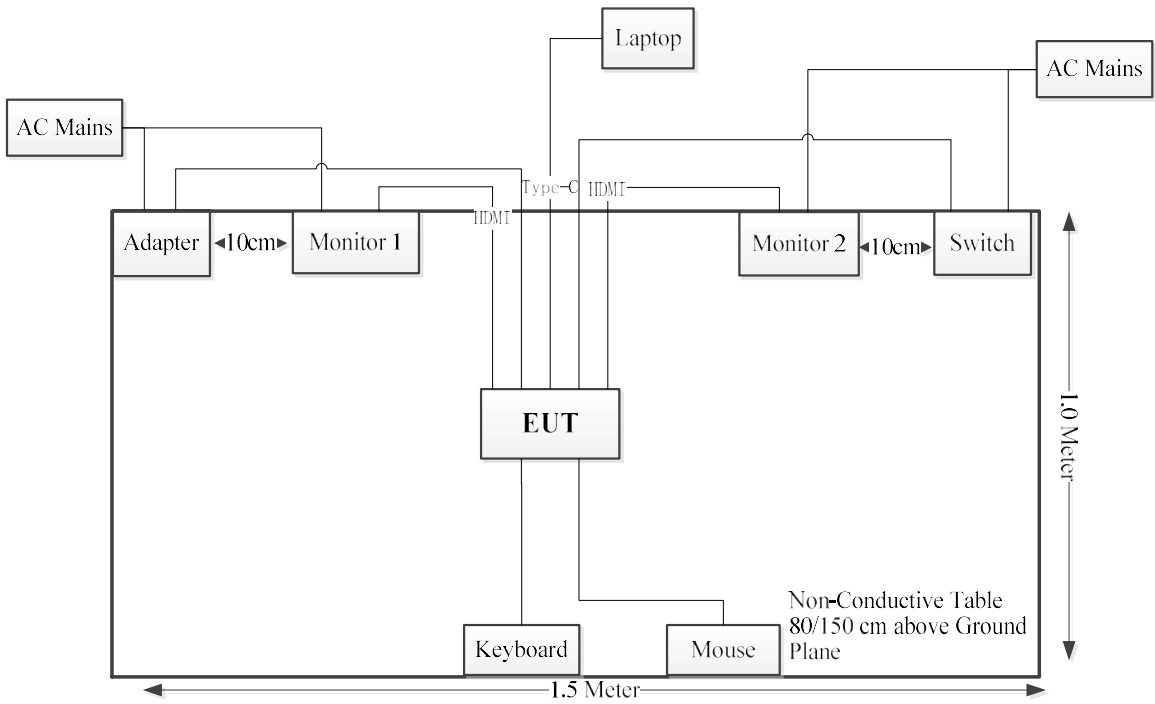 Laptop
AC Mains
AC Mains
Type-C
HDMI
HDMI
Adapter
10cm
Monitor 1
Monitor 2
10cm
Switch
1.0 Meter
EUT
Non-Conductive Table
80/150 cm above Ground
Plane
Keyboard
Mouse
1.5 Meter